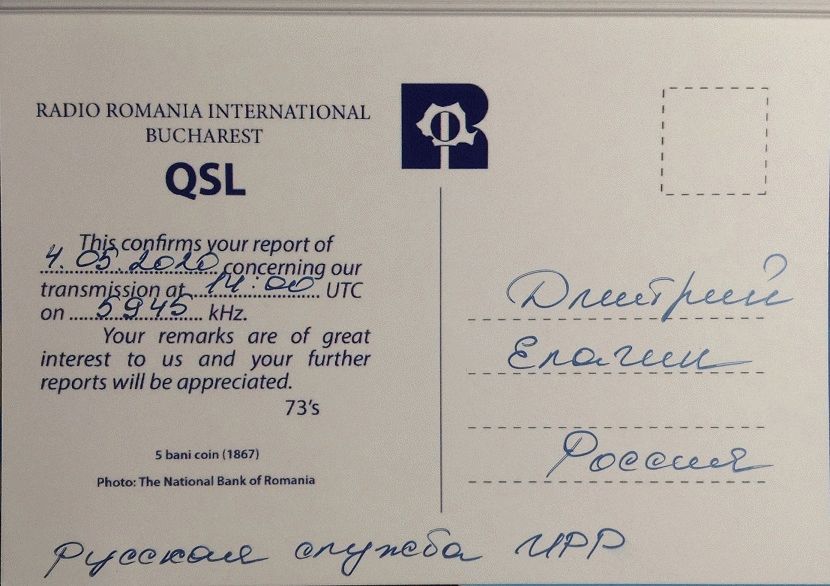 RADIO ROMANIA INTERNATIONAL
BUCHAREST
QSL
This confirms your report of
4.05.2020 concerning our
transmission at 14:00 UTC
on 5945 kHz.
Your remarks are of great
interest to us and your further
reports will be appreciated.
73's
5 bani coin (1867)
Photo: The National Bank of Romania
Дмитрий
Елагин
Россия
Русская служба ИРР